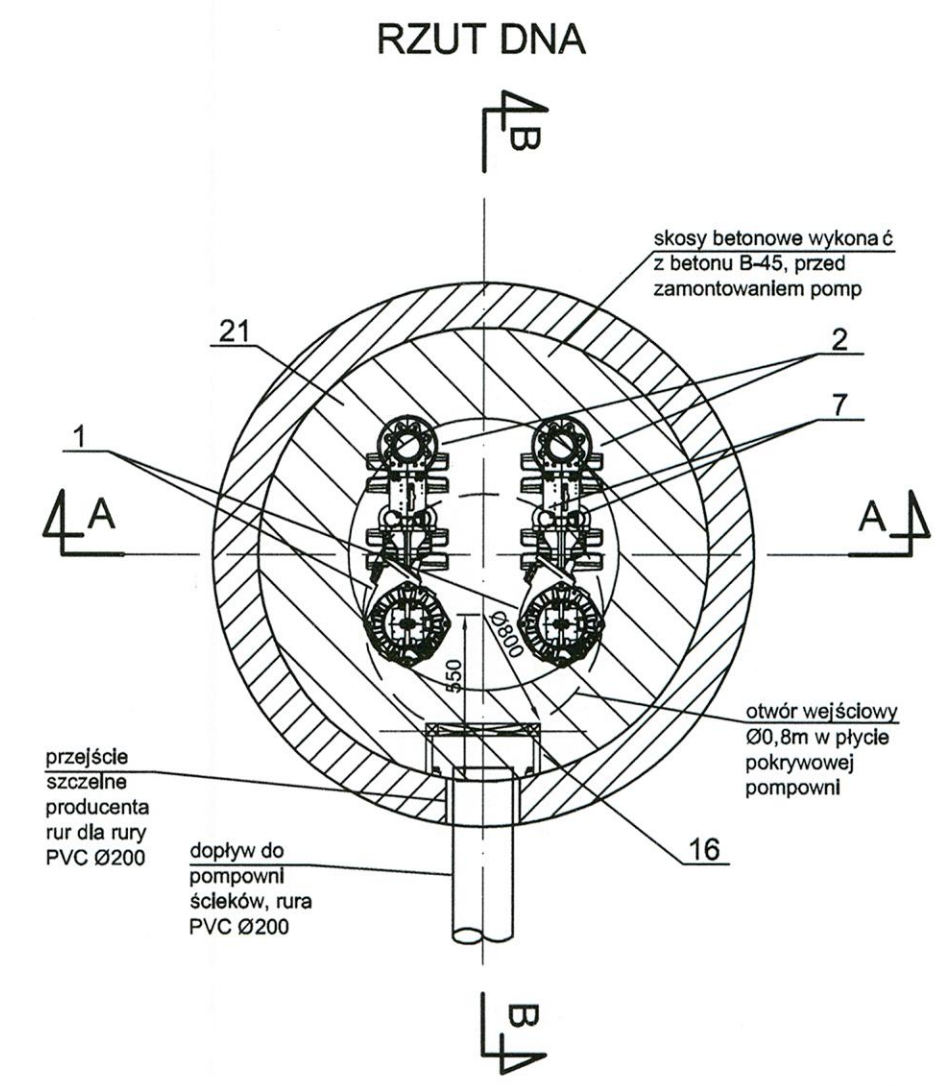 RZUT DNA
B
skosy betonowe wykonać
z betonu B-45, przed
zamontowaniem pomp
21
2
7
1
A
A
Ø800
550
otwór wejściowy
Ø0,8m w płycie
pokrywowej
pompowni
przejście
szczelne
producenta
rur dla rury
PVC Ø200
16
dopływ do
pompowni
ścieków, rura
PVC Ø200
B